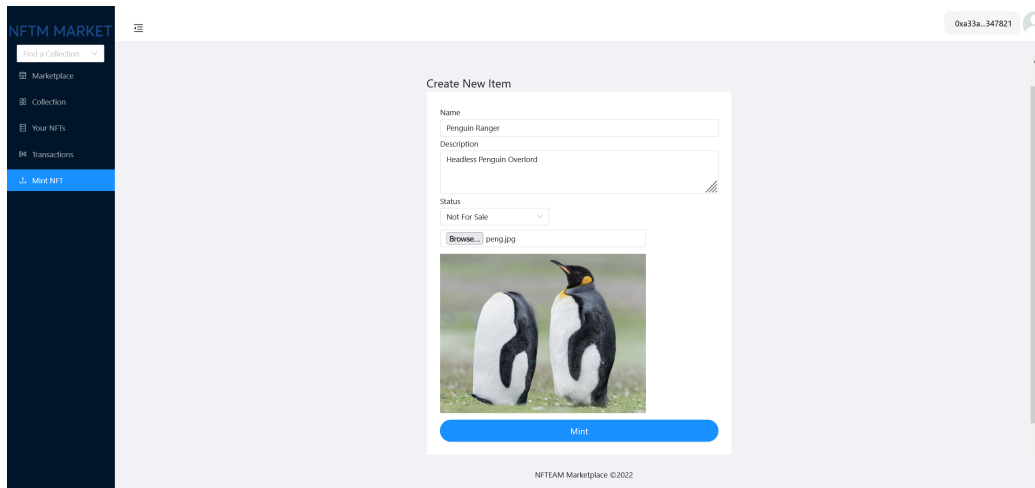 NFTM MARKET
0xa33a...347821
Find a Collection...
Marketplace
Collection
Your NFTs
Transactions
Mint NFT
Create New Item
Name
Penguin Ranger
Description
Headless Penguin Overlord
Status
Not For Sale
Browse... peng.jpg
Mint
NFTEAM Marketplace ©2022